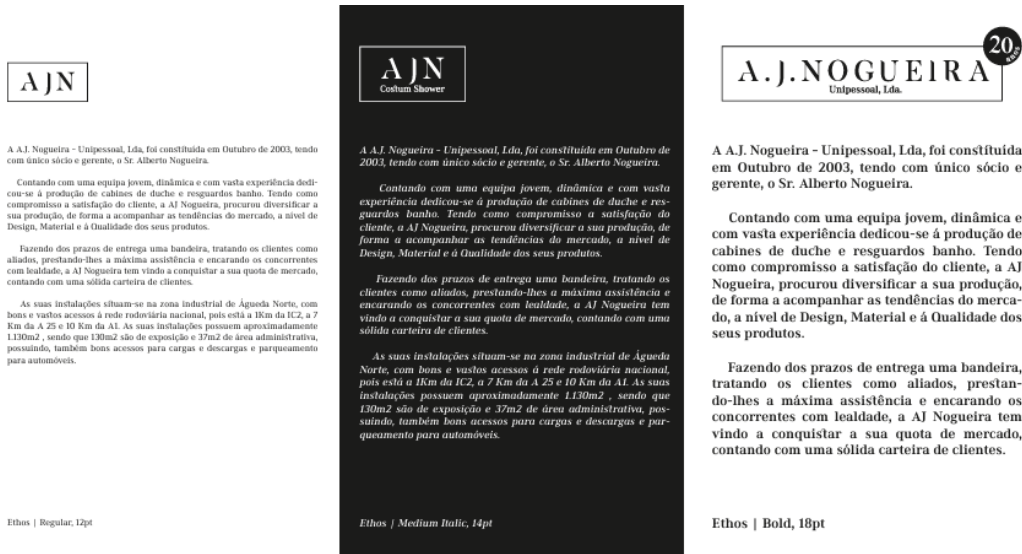 AJN
A A.J. Nogueira – Unipessoal, Lda, foi constituída em Outubro de 2003, tendo
com único sócio e gerente, o Sr. Alberto Nogueira.
Contando com uma equipa jovem, dinâmica e com vasta experiência dedi-
cou-se á produção de cabines de duche e resguardos banho. Tendo como
compromisso a satisfação do cliente, a AJ Nogueira, procurou diversificar a
sua produção, de forma a acompanhar as tendências do mercado, a nível de
Design, Material e á Qualidade dos seus produtos.
Fazendo dos prazos de entrega uma bandeira, tratando os clientes como
aliados, prestando-lhes a máxima assistência e encarando os concorrentes
com lealdade, a AJ Nogueira tem vindo a conquistar a sua quota de mercado,
contando com uma sólida carteira de clientes.
As suas instalações situam-se na zona industrial de Águeda Norte, com
bons e vastos acessos á rede rodoviária nacional, pois está a 1Km da IC2, a 7
Km da A 25 e 10 Km da A1. As suas instalações possuem aproximadamente
1.130m2 , sendo que 130m2 são de exposição e 37m2 de área administrativa,
possuindo, também bons acessos para cargas e descargas e parqueamento
para automóveis.
Ethos | Regular, 12pt
AJN
Costum Shower
A A.J. Nogueira – Unipessoal, Lda, foi constituída em Outubro de
2003, tendo com único sócio e gerente, o Sr. Alberto Nogueira.
Contando com uma equipa jovem, dinâmica e com vasta
experiência dedicou-se á produção de cabines de duche e res-
guardos banho. Tendo como compromisso a satisfação do
cliente, a AJ Nogueira, procurou diversificar a sua produção, de
forma a acompanhar as tendências do mercado, a nível de
Design, Material e á Qualidade dos seus produtos.
Fazendo dos prazos de entrega uma bandeira, tratando os
clientes como aliados, prestando-lhes a máxima assistência e
encarando os concorrentes com lealdade, a AJ Nogueira tem
vindo a conquistar a sua quota de mercado, contando com uma
sólida carteira de clientes.
As suas instalações situam-se na zona industrial de Águeda
Norte, com bons e vastos acessos á rede rodoviária nacional,
pois está a 1Km da IC2, a 7 Km da A 25 e 10 Km da A1. As suas
instalações possuem aproximadamente 1.130m2 , sendo que
130m2 são de exposição e 37m2 de área administrativa, pos-
suindo, também bons acessos para cargas e descargas e par-
queamento para automóveis.
Ethos | Medium Italic, 14pt
20
anos
A.J.NOGUEIRA
Unipessoal, Lda.
A A.J. Nogueira – Unipessoal, Lda, foi constituída
em Outubro de 2003, tendo com único sócio e
gerente, o Sr. Alberto Nogueira.
Contando com uma equipa jovem, dinâmica e
com vasta experiência dedicou-se á produção de
cabines de duche e resguardos banho. Tendo
como compromisso a satisfação do cliente, a AJ
Nogueira, procurou diversificar a sua produção,
de forma a acompanhar as tendências do merca-
do, a nível de Design, Material e á Qualidade dos
seus produtos.
Fazendo dos prazos de entrega uma bandeira,
tratando os clientes como aliados, prestan-
do-lhes a máxima assistência e encarando os
concorrentes com lealdade, a AJ Nogueira tem
vindo a conquistar a sua quota de mercado,
contando com uma sólida carteira de clientes.
Ethos | Bold, 18pt